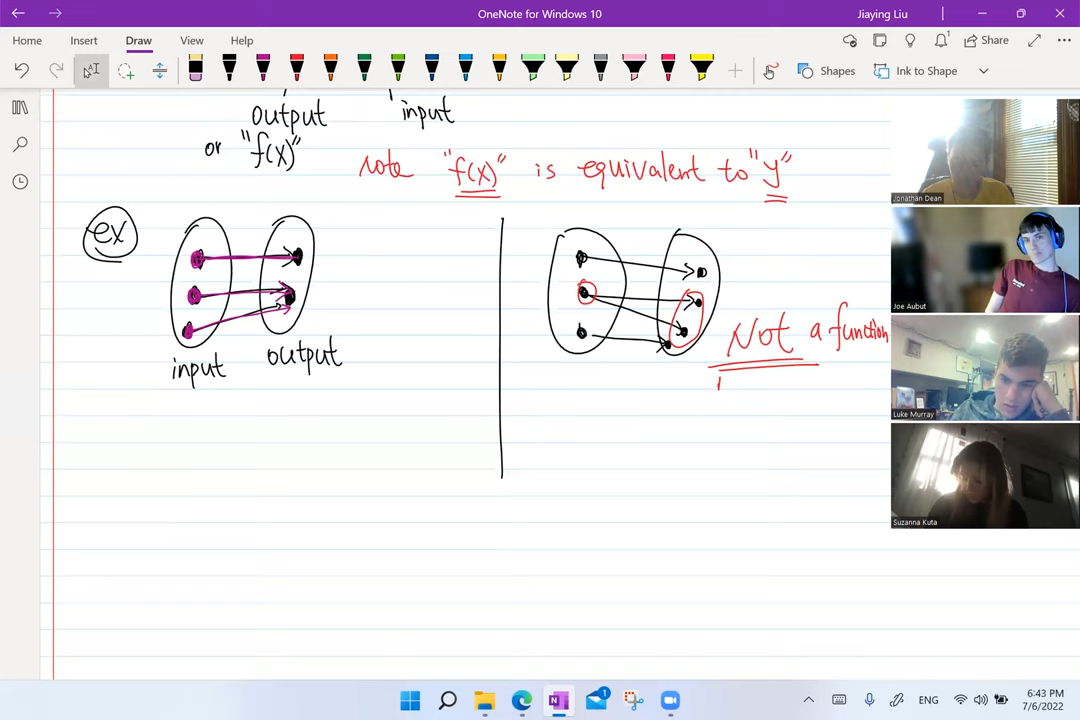 OneNote for Windows 10
Jiaying Liu
Home Insert Draw View Help
Share
Shapes
Ink to Shape
output input
or "f(x)"
note "f(x)" is equivalent to "y"
ex
input output
Not a function
Jonathan Dean
Joe Aubut
Luke Murray
Suzanna Kuta
1
ENG
6:43 PM
7/6/2022